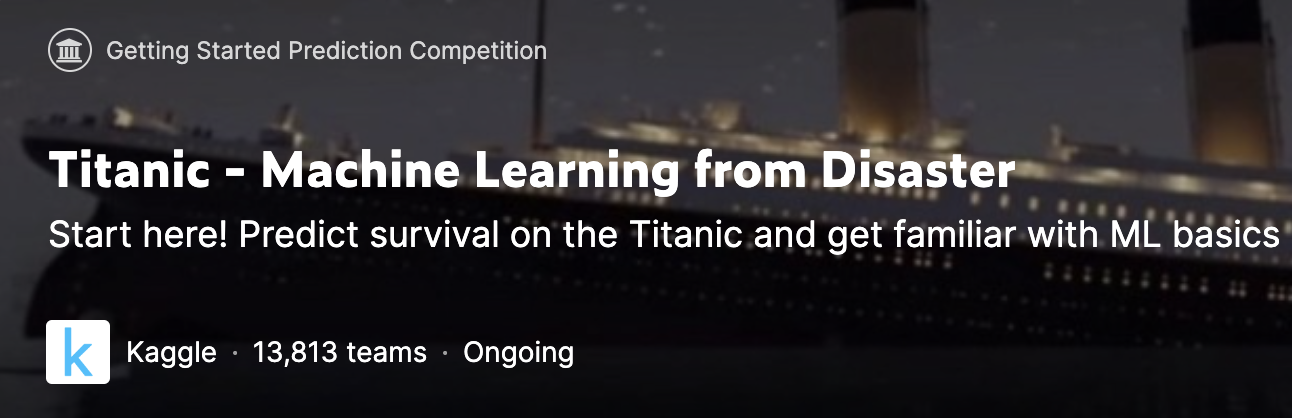 Getting Started Prediction Competition
Titanic - Machine Learning from Disaster
Start here! Predict survival on the Titanic and get familiar with ML basics
k Kaggle · 13,813 teams · Ongoing